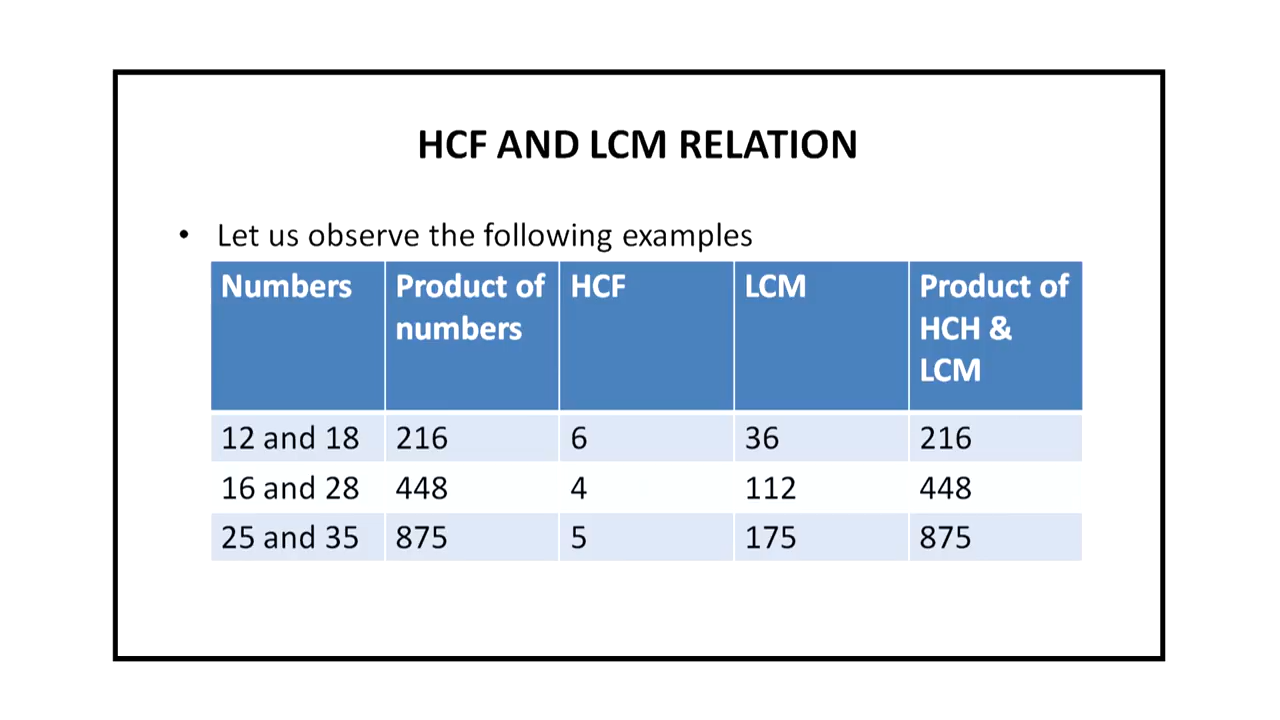 HCF AND LCM RELATION
• Let us observe the following examples
Numbers Product of numbers HCF LCM Product of HCH & LCM
12 and 18 216 6 36 216
16 and 28 448 4 112 448
25 and 35 875 5 175 875